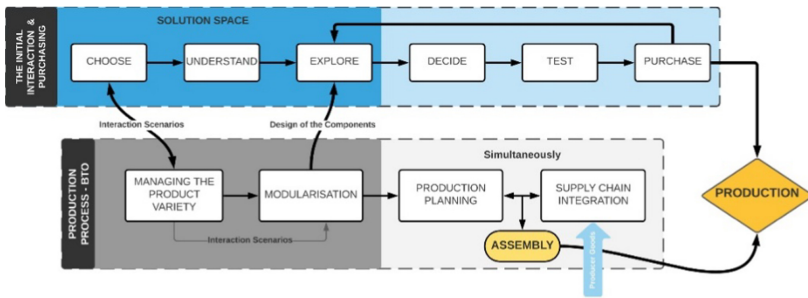 THE INITIAL
INTERACTION &
PURCHASING
SOLUTION SPACE
CHOOSE
UNDERSTAND
EXPLORE
DECIDE
TEST
PURCHASE
Interaction Scenarios
Design of the Components
PRODUCTION
PROCESS - BTO
Simultaneously
MANAGING THE
PRODUCT
VARIETY
MODULARISATION
PRODUCTION
PLANNING
SUPPLY CHAIN
INTEGRATION
PRODUCTION
Interaction Scenarios
ASSEMBLY
Producer Goods